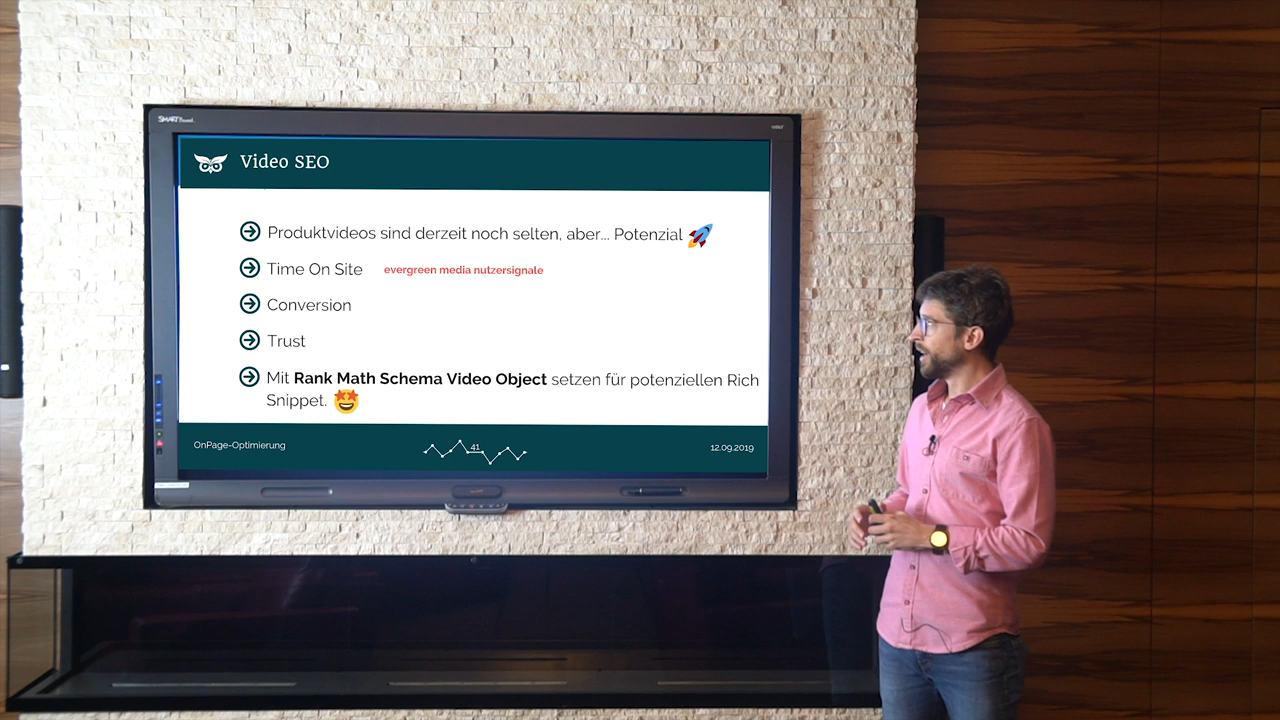 SMART Board
Video SEO
Produktvideos sind derzeit noch selten, aber... Potenzial
Time On Site
evergreen media nutzersignale
Conversion
Trust
Mit Rank Math Schema Video Object setzen für potenziellen Rich
Snippet.
OnPage-Optimierung
41
12.09.2019